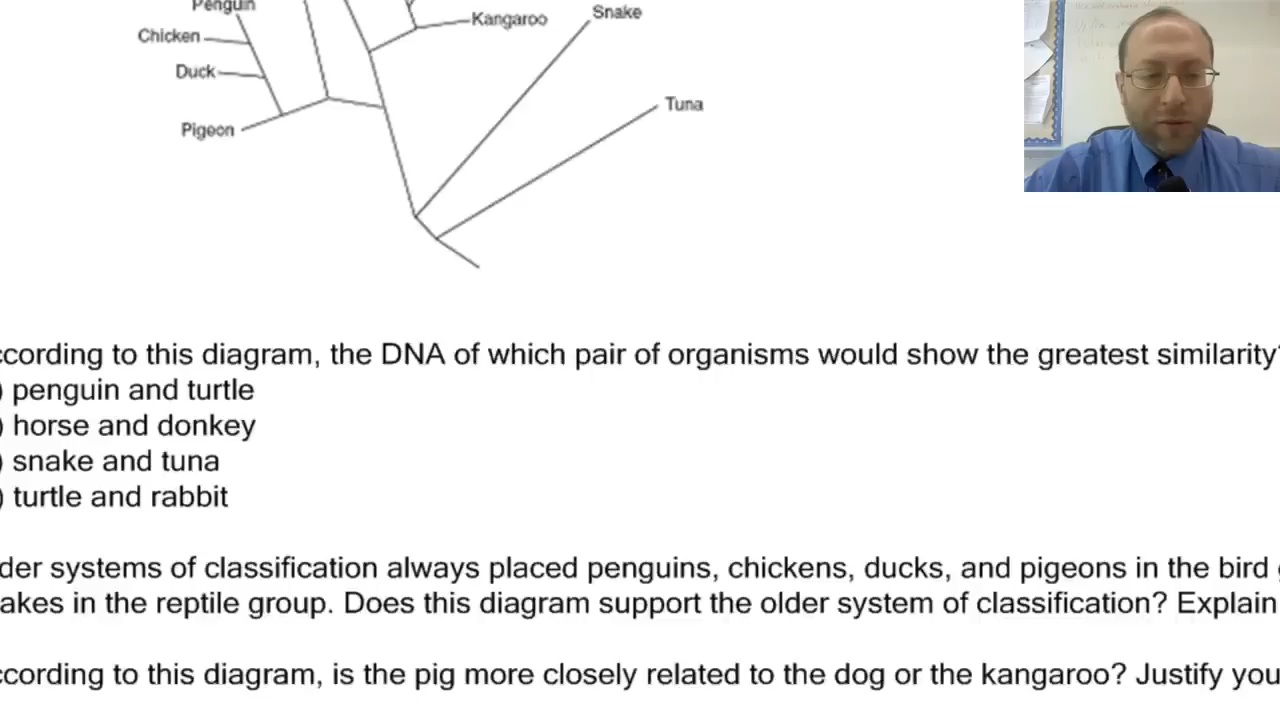 Penguin
Snake
Kangaroo
Chicken
Duck
Tuna
Pigeon
ccording to this diagram, the DNA of which pair of organisms would show the greatest similarity?
) penguin and turtle
) horse and donkey
) snake and tuna
) turtle and rabbit
der systems of classification always placed penguins, chickens, ducks, and pigeons in the bird
akes in the reptile group. Does this diagram support the older system of classification? Explain
ccording to this diagram, is the pig more closely related to the dog or the kangaroo? Justify you